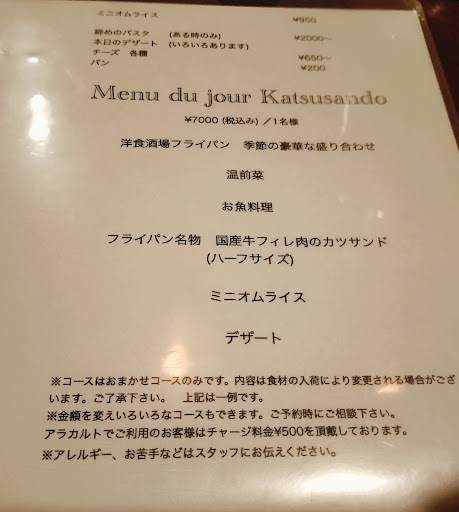 ミニオムライス ¥950
締めのパスタ (ある時のみ) ¥2000〜
本日のデザート (いろいろあります)
チーズ 各種 ¥650〜
パン ¥200
Menu du jour Katsusando
¥7000 (税込み) /1名様
洋食酒場フライパン 季節の豪華な盛り合わせ
温前菜
お魚料理
フライパン名物 国産牛フィレ肉のカツサンド
(ハーフサイズ)
ミニオムライス
デザート
※コースはおまかせコースのみです。内容は食材の入荷により変更される場合がござ
います。ご了承下さい。 上記は一例です。
※金額を変えいろいろなコースもできます。ご予約時にご相談下さい。
アラカルトでご利用のお客様はチャージ料金¥500を頂戴しております。
※アレルギー、お苦手などはスタッフにお伝えください。